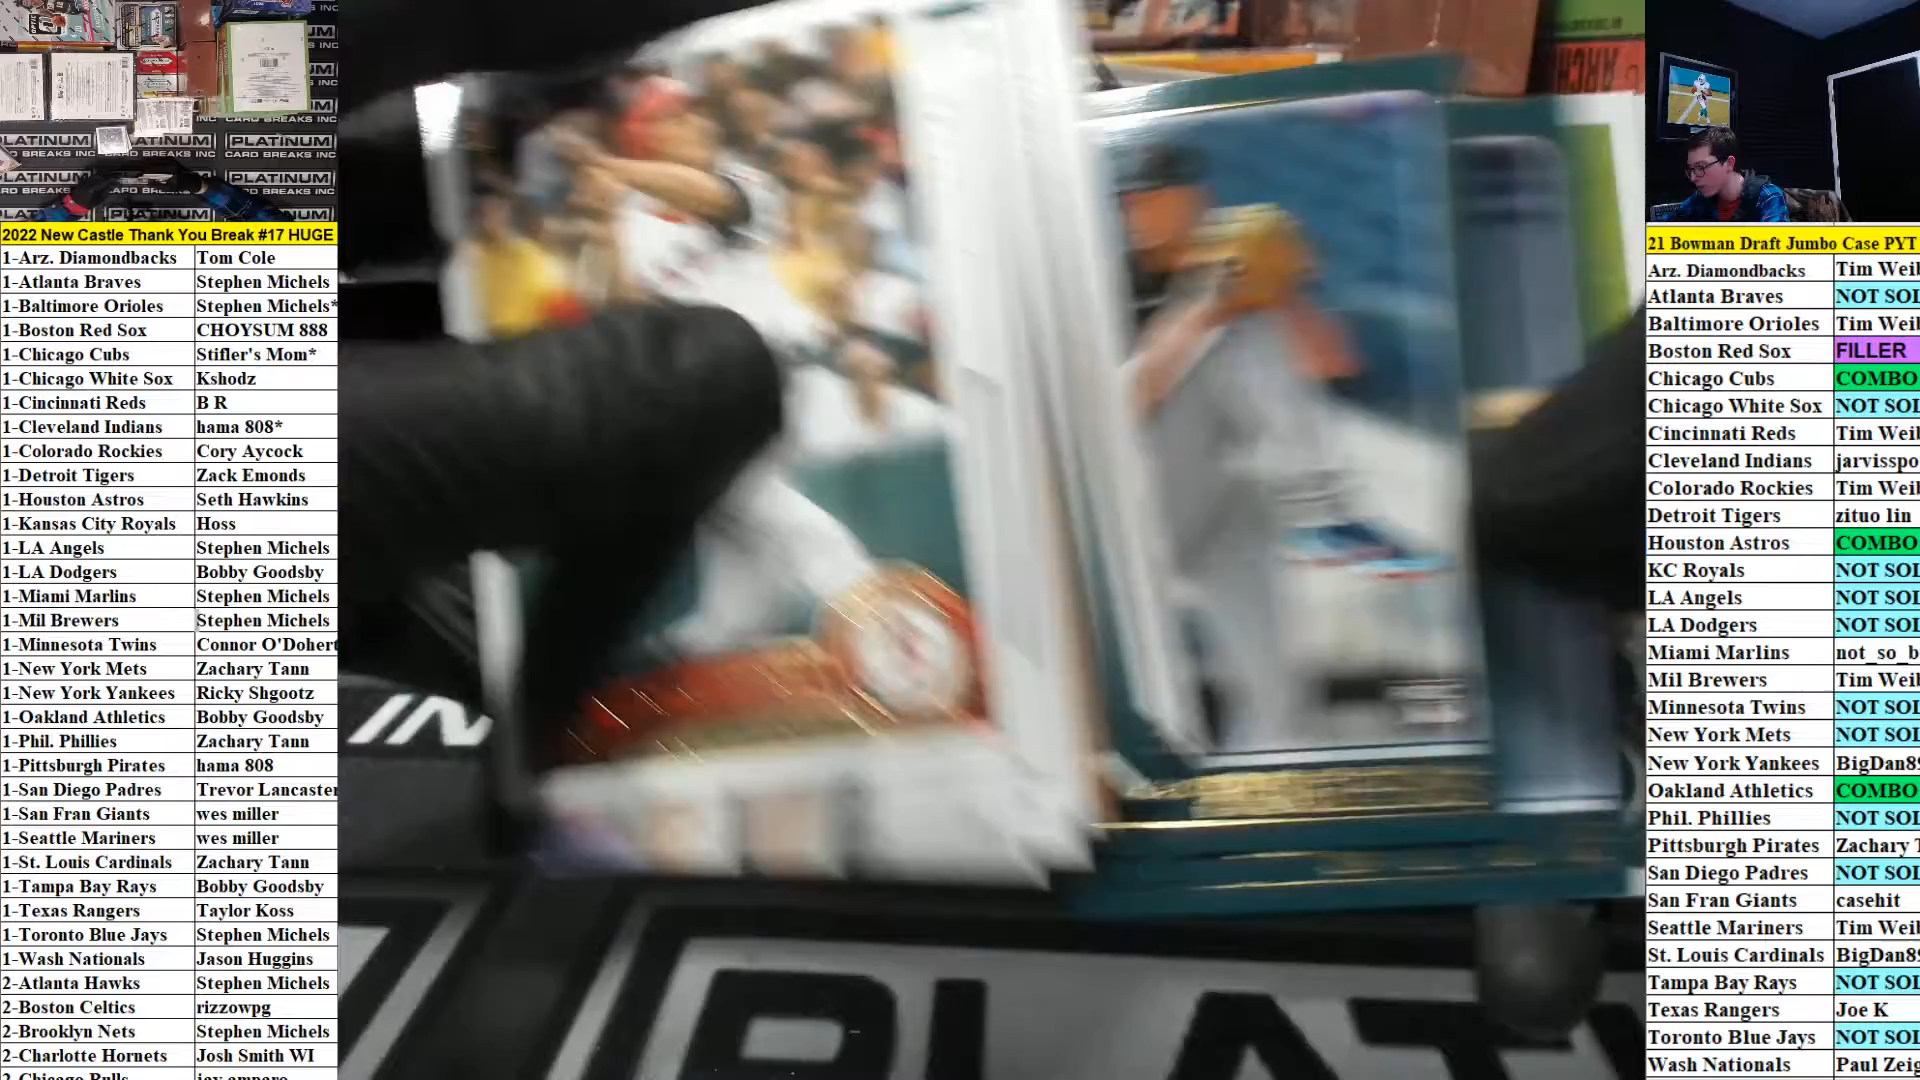 PLATINUM PLATINUM PLATINUM
CARD BREAKS INC
PLATINUM
2022 New Castle Thank You Break #17 HUGE
1-Arz. Diamondbacks Tom Cole
1-Atlanta Braves Stephen Michels
1-Baltimore Orioles Stephen Michels*
1-Boston Red Sox CHOYSUM 888
1-Chicago Cubs Stifler's Mom*
1-Chicago White Sox Kshodz
1-Cincinnati Reds B R
1-Cleveland Indians hama 808*
1-Colorado Rockies Cory Aycock
1-Detroit Tigers Zack Emonds
1-Houston Astros Seth Hawkins
1-Kansas City Royals Hoss
1-LA Angels Stephen Michels
1-LA Dodgers Bobby Goodsby
1-Miami Marlins Stephen Michels
1-Mil Brewers Stephen Michels
1-Minnesota Twins Connor O'Dohert
1-New York Mets Zachary Tann
1-New York Yankees Ricky Shgootz
1-Oakland Athletics Bobby Goodsby
1-Phil. Phillies Zachary Tann
1-Pittsburgh Pirates hama 808
1-San Diego Padres Trevor Lancaster
1-San Fran Giants wes miller
1-Seattle Mariners wes miller
1-St. Louis Cardinals Zachary Tann
1-Tampa Bay Rays Bobby Goodsby
1-Texas Rangers Taylor Koss
1-Toronto Blue Jays Stephen Michels
1-Wash Nationals Jason Huggins
2-Atlanta Hawks Stephen Michels
2-Boston Celtics rizzowpg
2-Brooklyn Nets Stephen Michels
2-Charlotte Hornets Josh Smith WI
2-Chicago Bulls jay amparo
IN
PLAT
21 Bowman Draft Jumbo Case PYT
Arz. Diamondbacks Tim Weib
Atlanta Braves NOT SOL
Baltimore Orioles Tim Weib
Boston Red Sox FILLER
Chicago Cubs COMBO
Chicago White Sox NOT SOL
Cincinnati Reds Tim Weib
Cleveland Indians jarvisspo
Colorado Rockies Tim Weib
Detroit Tigers zituo lin
Houston Astros COMBO
KC Royals NOT SOL
LA Angels NOT SOL
LA Dodgers NOT SOL
Miami Marlins not_so_b
Mil Brewers Tim Weib
Minnesota Twins NOT SOL
New York Mets NOT SOL
New York Yankees BigDan89
Oakland Athletics COMBO
Phil. Phillies NOT SOL
Pittsburgh Pirates Zachary T
San Diego Padres NOT SOL
San Fran Giants casehit
Seattle Mariners Tim Weib
St. Louis Cardinals BigDan89
Tampa Bay Rays NOT SOL
Texas Rangers Joe K
Toronto Blue Jays NOT SOL
Wash Nationals Paul Zeig